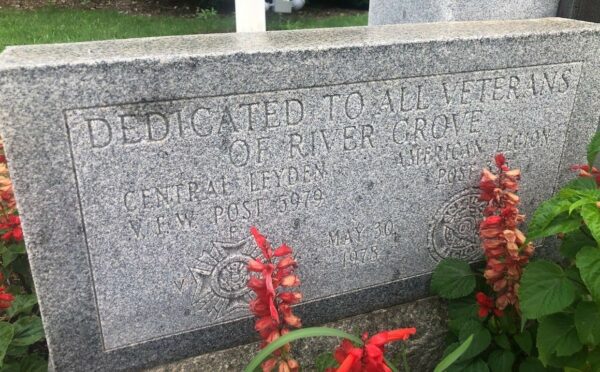 DEDICATED TO ALL VETERANS
OF RIVER GROVE
CENTRAL LEYDEN
V.F.W. POST 5979
AMERICAN LEGION
POST
MAY 30,
1978